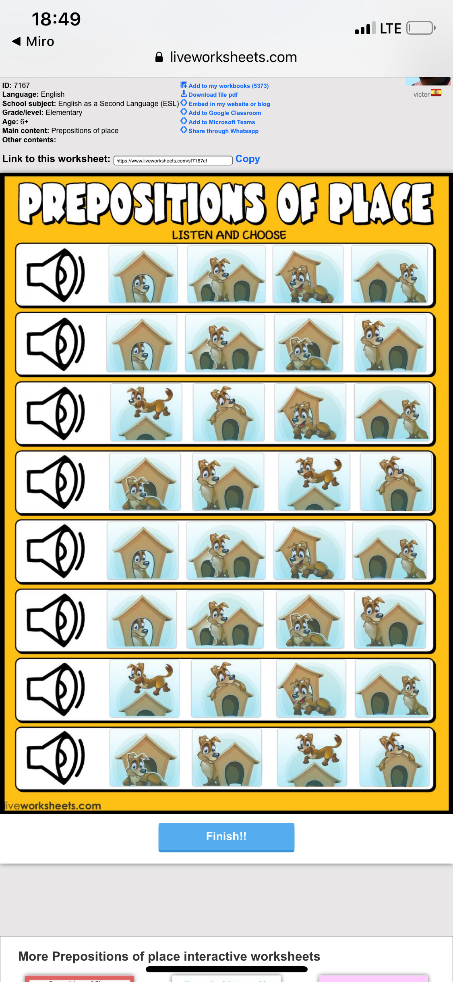 18:49
LTE
◀ Miro
liveworksheets.com
ID: 7167
Language: English
School subject: English as a Second Language (ESL)
Grade/level: Elementary
Age: 6+
Main content: Prepositions of place
Other contents:
Add to my workbooks (5373)
Download file pdf
Embed in my website or blog
Add to Google Classroom
Add to Microsoft Teams
Share through Whatsapp
victor
Link to this worksheet:
Copy
PREPOSITIONS OF PLACE
LISTEN AND CHOOSE
liveworksheets.com
Finish!!
More Prepositions of place interactive worksheets